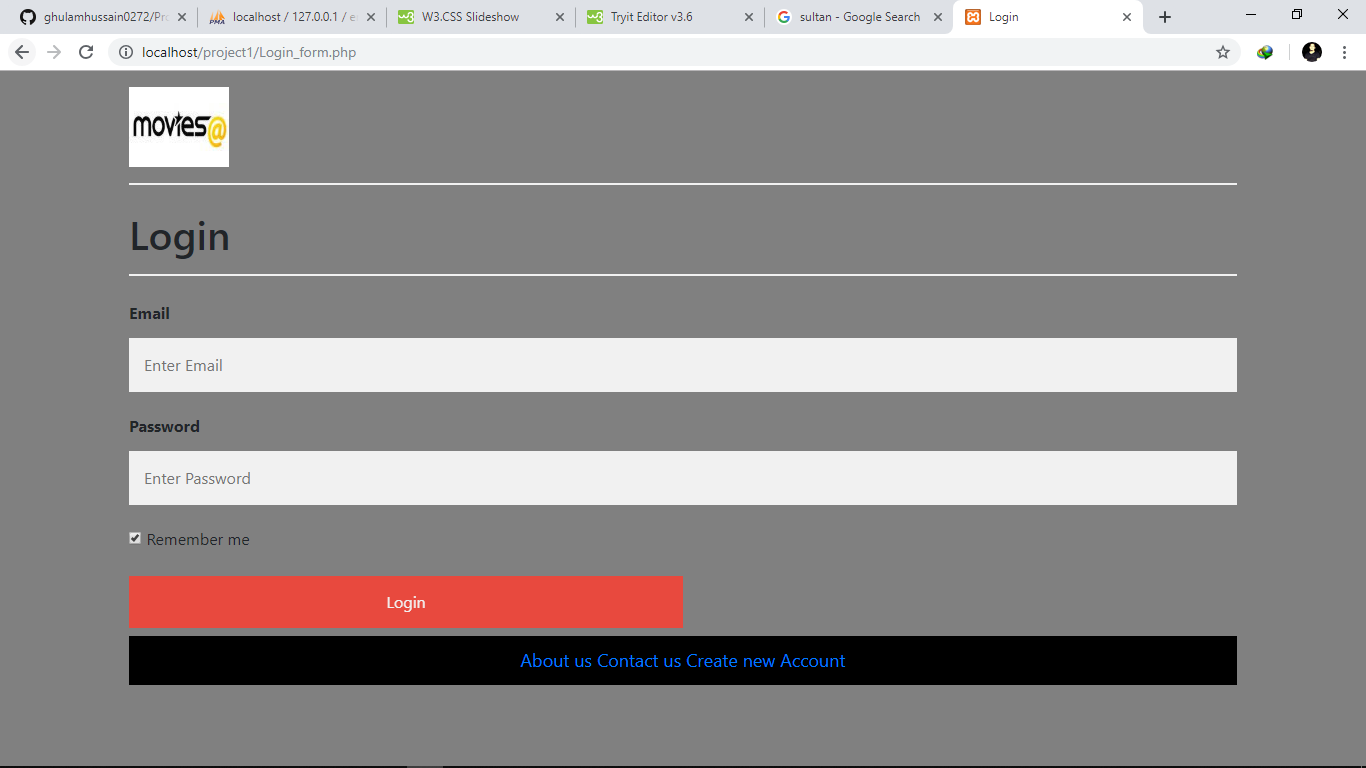 ghulamhussain0272/Pro
localhost / 127.0.0.1 / e
W3.CSS Slideshow
Tryit Editor v3.6
sultan - Google Search
Login
localhost/project1/Login_form.php
movies@
Login
Email
Enter Email
Password
Enter Password
Remember me
Login
About us Contact us Create new Account